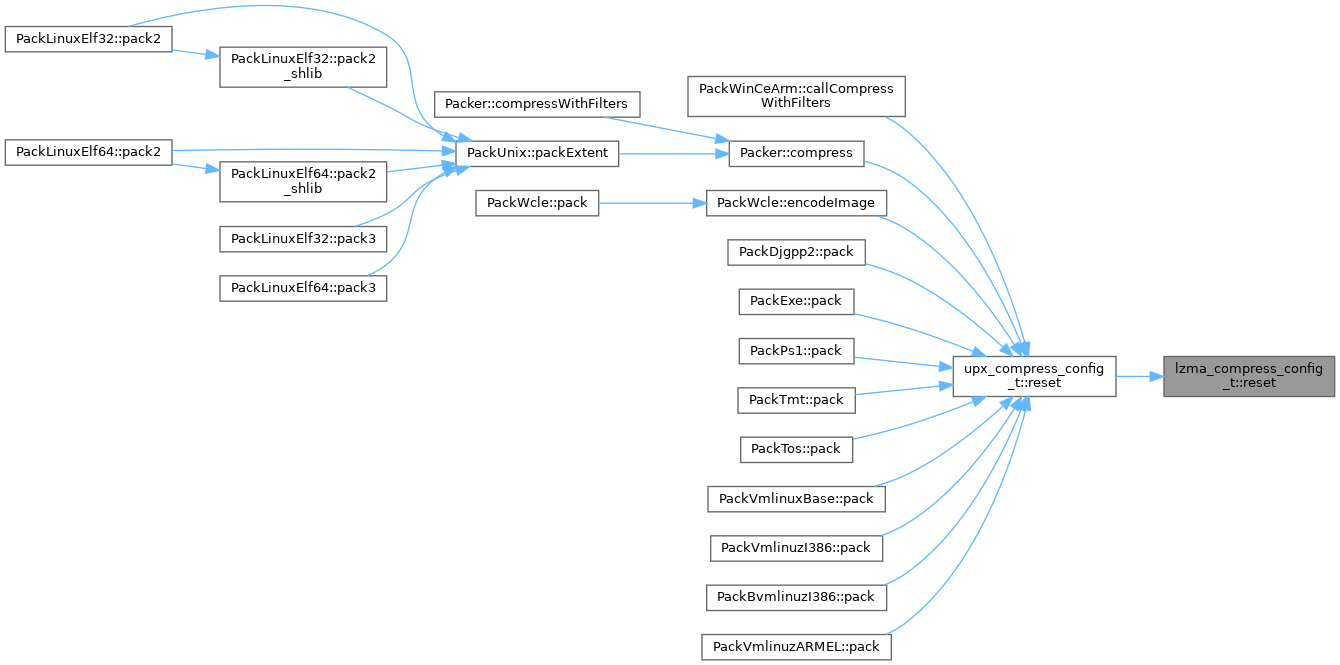 PackLinuxElf32::pack2
PackLinuxElf32::pack2
_shlib
PackLinuxElf64::pack2
PackLinuxElf64::pack2
_shlib
PackLinuxElf32::pack3
PackLinuxElf64::pack3
Packer::compressWithFilters
PackUnix::packExtent
PackWcle::pack
PackWinCeArm::callCompress
WithFilters
Packer::compress
PackWcle::encodeImage
PackDjgpp2::pack
PackExe::pack
PackPs1::pack
PackTmt::pack
PackTos::pack
PackVmlinuxBase::pack
PackVmlinuzI386::pack
PackBvmlinuzI386::pack
PackVmlinuzARMEL::pack
upx_compress_config
_t::reset
lzma_compress_config
_t::reset